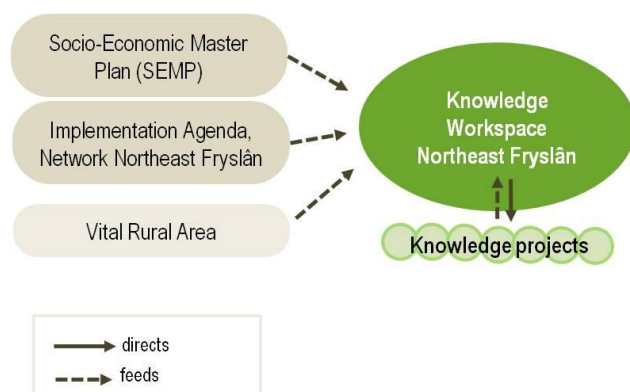 Socio-Economic Master
Plan (SEMP)
Implementation Agenda,
Network Northeast Fryslân
Vital Rural Area
Knowledge
Workspace
Northeast Fryslân
Knowledge projects
directs
feeds